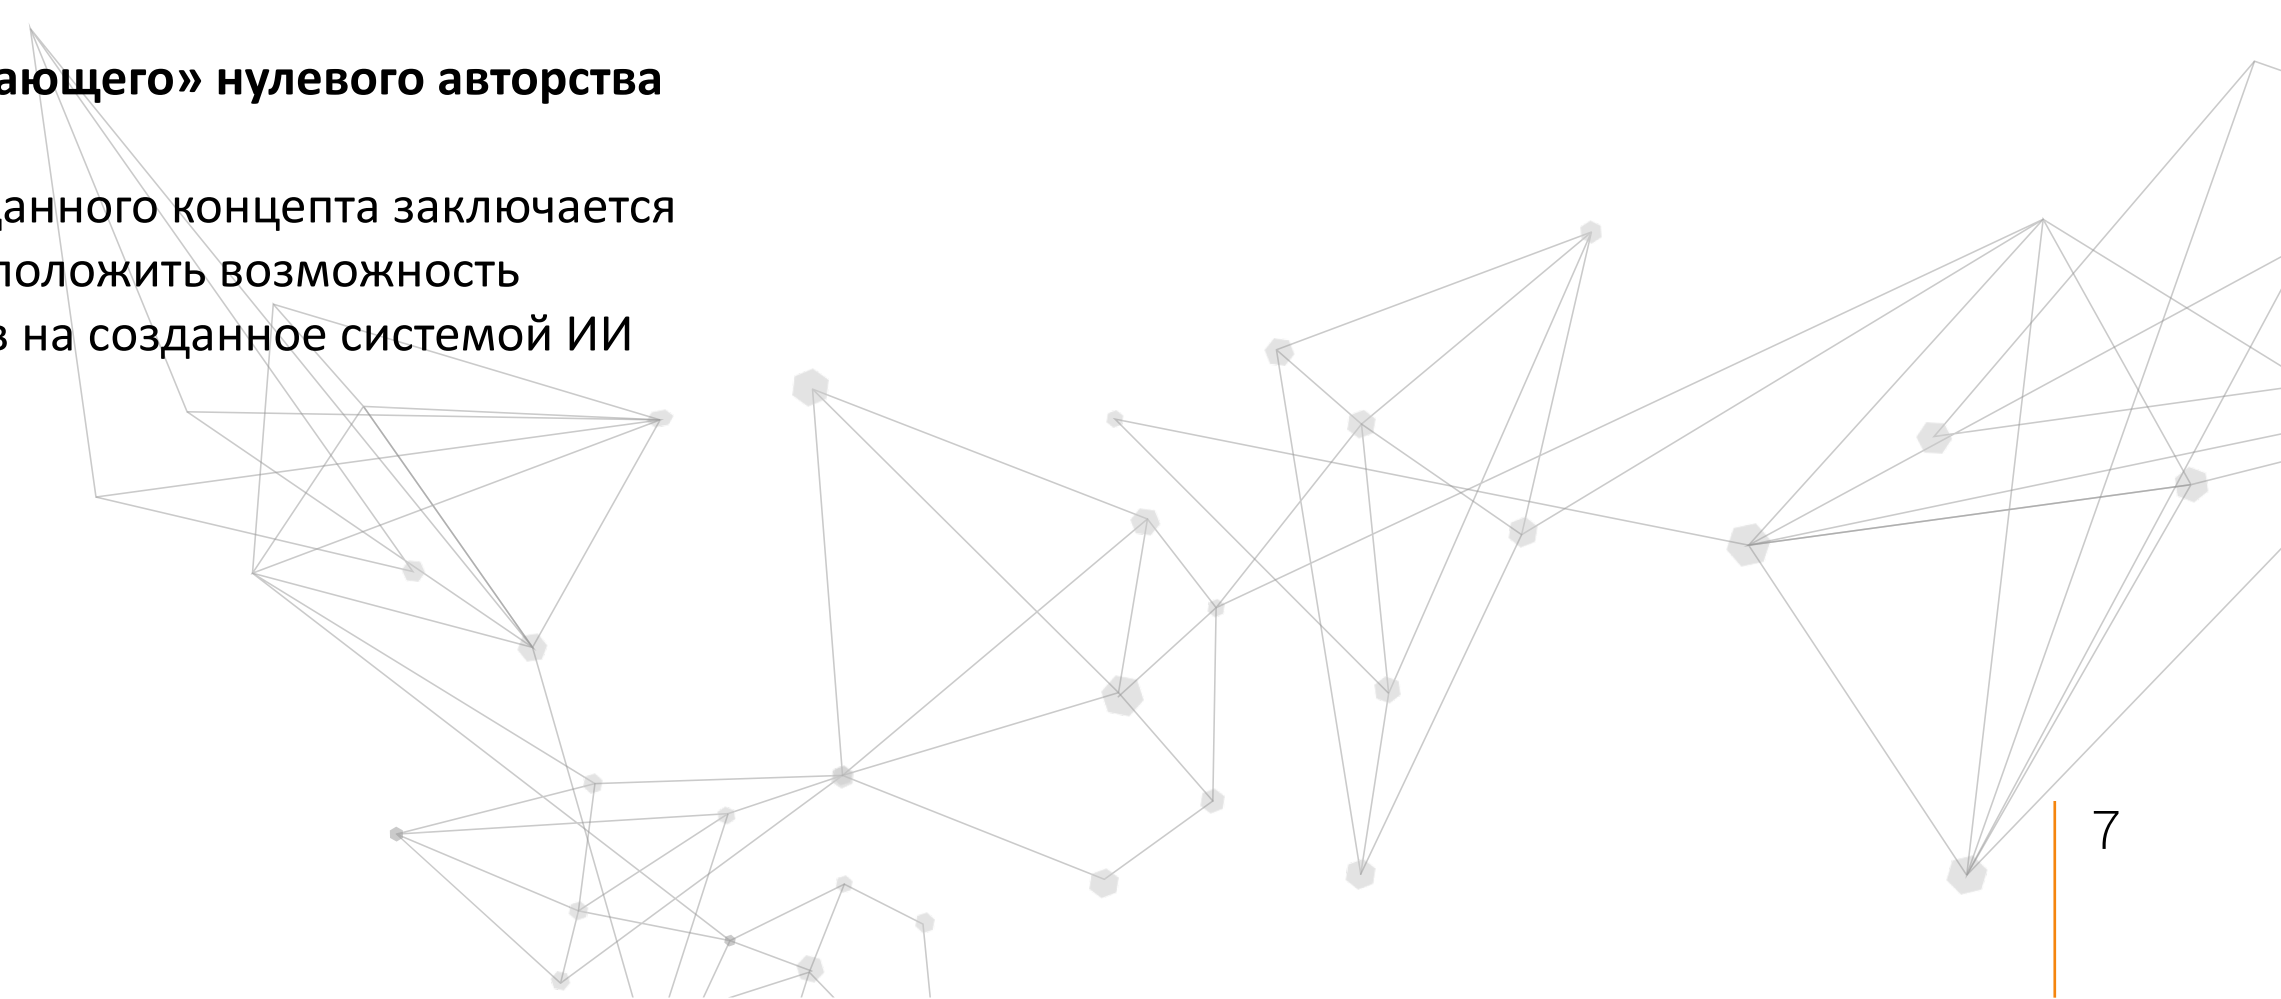 ающего» нулевого авторства
данного концепта заключается
положить возможность
в на созданное системой ИИ
7